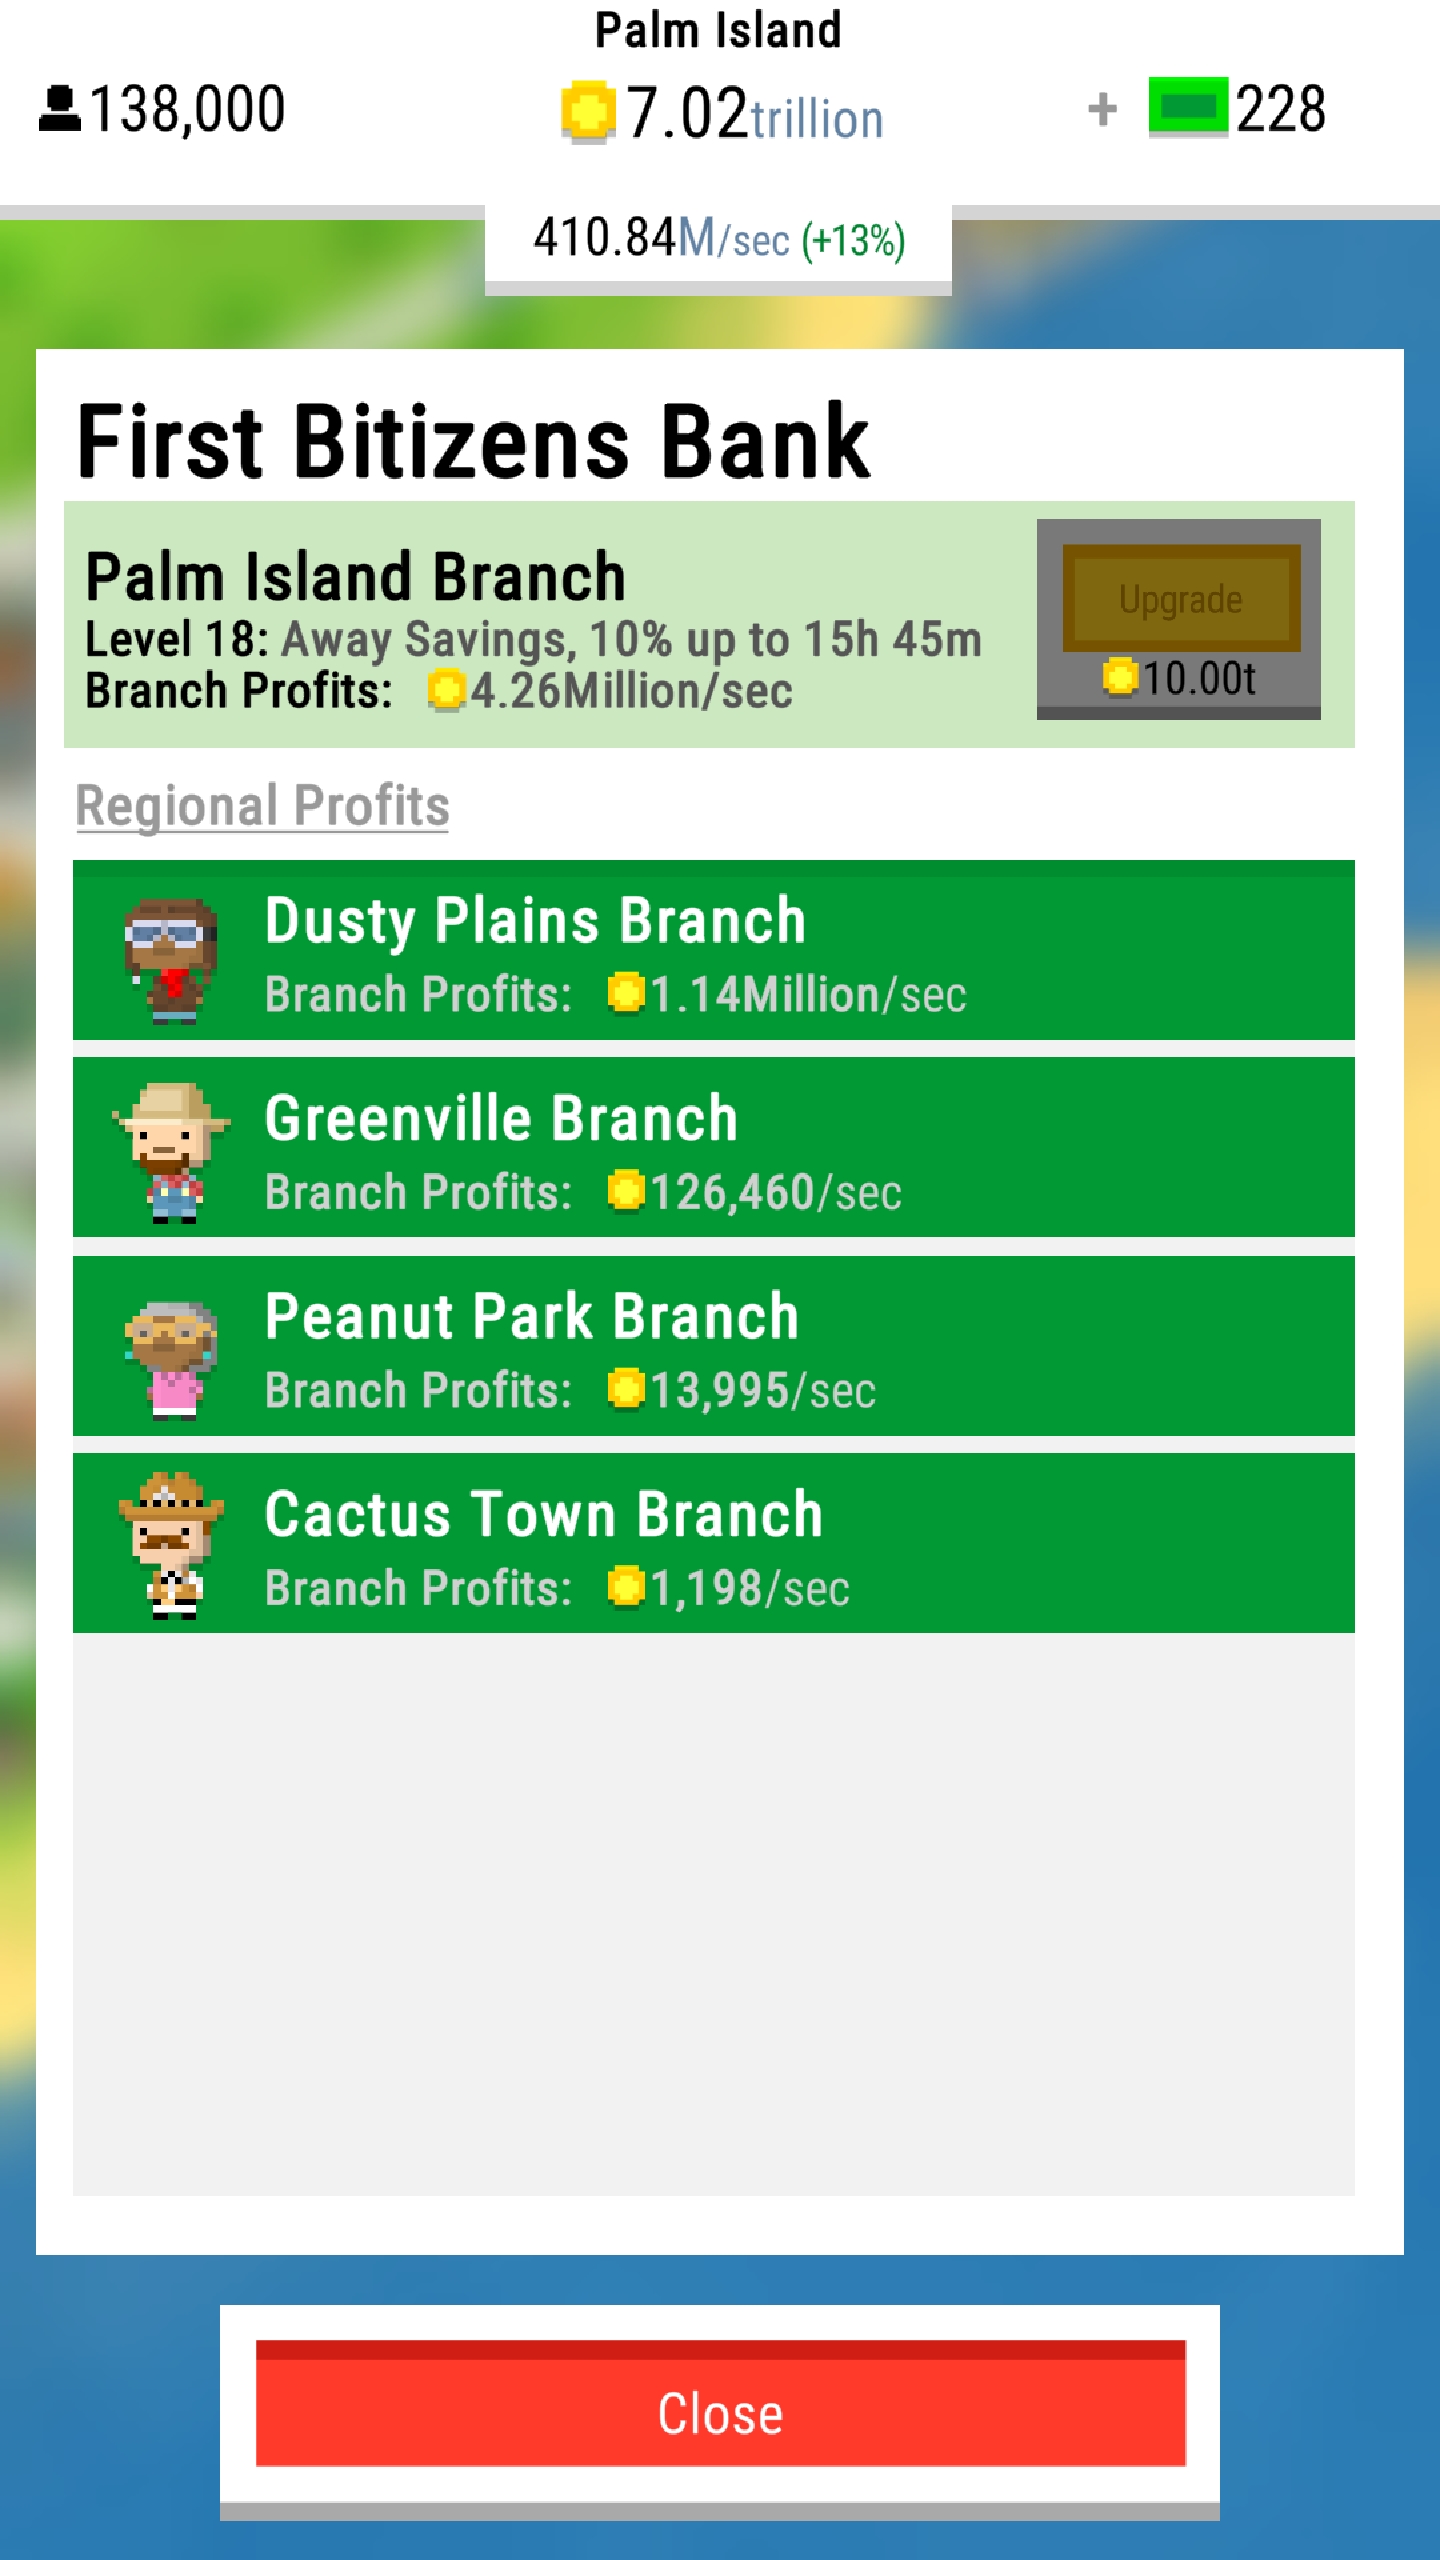 Palm Island
138,000
7.02trillion
+ 228
410.84M/sec (+13%)
First Bitizens Bank
Palm Island Branch
Level 18: Away Savings, 10% up to 15h 45m
Branch Profits: 4.26Million/sec
Upgrade
10.00t
Regional Profits
Dusty Plains Branch
Branch Profits: 1.14Million/sec
Greenville Branch
Branch Profits: 126,460/sec
Peanut Park Branch
Branch Profits: 13,995/sec
Cactus Town Branch
Branch Profits: 1,198/sec
Close